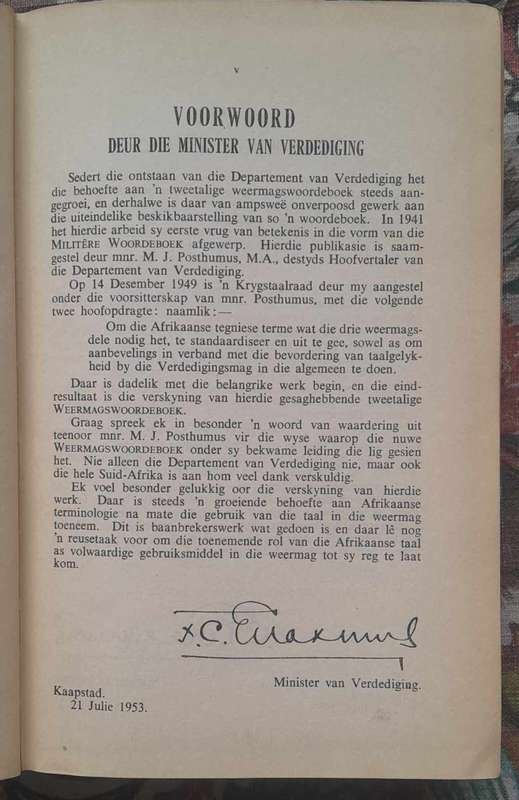 v
VOORWOORD
DEUR DIE MINISTER VAN VERDEDIGING
Sedert die ontstaan van die Departement van Verdediging het
die behoefte aan 'n tweetalige weermagswoordeboek steeds aan-
gegroei, en derhalwe is daar van ampsweë onverpoosd gewerk aan
die uiteindelike beskikbaarstelling van so 'n woordeboek. In 1941
het hierdie arbeid sy eerste vrug van betekenis in die vorm van die
MILITÊRE WOORDEBOEK afgewerp. Hierdie publikasie is saam-
gestel deur mnr. M. J. Posthumus, M.A., destyds Hoofvertaler van
die Departement van Verdediging.
Op 14 Desember 1949 is 'n Krygstaalraad deur my aangestel
onder die voorsitterskap van mnr. Posthumus, met die volgende
twee hoofopdragte: naamlik:—
Om die Afrikaanse tegniese terme wat die drie weermags-
dele nodig het, te standaardiseer en uit te gee, sowel as om
aanbevelings in verband met die bevordering van taalgelyk-
heid by die Verdedigingsmag in die algemeen te doen.
Daar is dadelik met die belangrike werk begin, en die eind-
resultaat is die verskyning van hierdie gesaghebbende tweetalige
WEERMAGSWOORDEBOEK.
Graag spreek ek in besonder 'n woord van waardering uit
teenoor mnr. M. J. Posthumus vir die wyse waarop die nuwe
WEERMAGSWOORDEBOEK onder sy bekwame leiding die lig gesien
het. Nie alleen die Departement van Verdediging nie, maar ook
die hele Suid-Afrika is aan hom veel dank verskuldig.
Ek voel besonder gelukkig oor die verskyning van hierdie
werk. Daar is steeds 'n groeiende behoefte aan Afrikaanse
terminologie na mate die gebruik van die taal in die weermag
toeneem. Dit is baanbrekerswerk wat gedoen is en daar lê nog
'n reusetaak voor om die toenemende rol van die Afrikaanse taal
as volwaardige gebruiksmiddel in die weermag tot sy reg te laat
kom.
F.C. Erasmus
Minister van Verdediging.
Kaapstad.
21 Julie 1953.